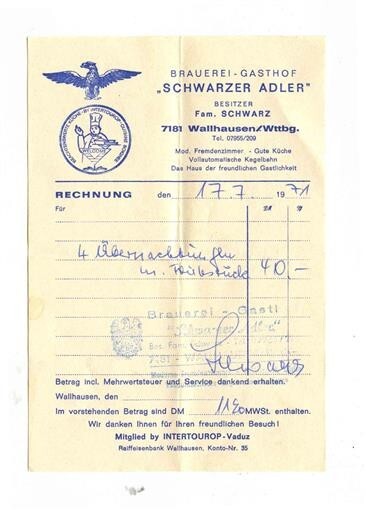 BRAUEREI-GASTHOF
„SCHWARZER ADLER"
BESITZER
Fam. SCHWARZ
7181 Wallhausen/Wttbg.
Tel. 07955/209
Mod. Fremdenzimmer - Gute Küche
Vollautomatische Kegelbahn
Das Haus der freundlichen Gastlichkeit
WELCOME
RECHNUNG den 17.7. 1971
Für
4 Übernachtungen
m. Frühstück 40,-
Brauerei - Gastl
7181 - W
Betrag incl. Mehrwertsteuer und Service dankend erhalten.
Wallhausen, den
Im vorstehenden Betrag sind DM MWSt. enthalten.
Wir danken Ihnen für Ihren freundlichen Besuch!
Mitglied by INTERTOUROP-Vaduz
Raiffeisenbank Wallhausen, Konto-Nr. 35